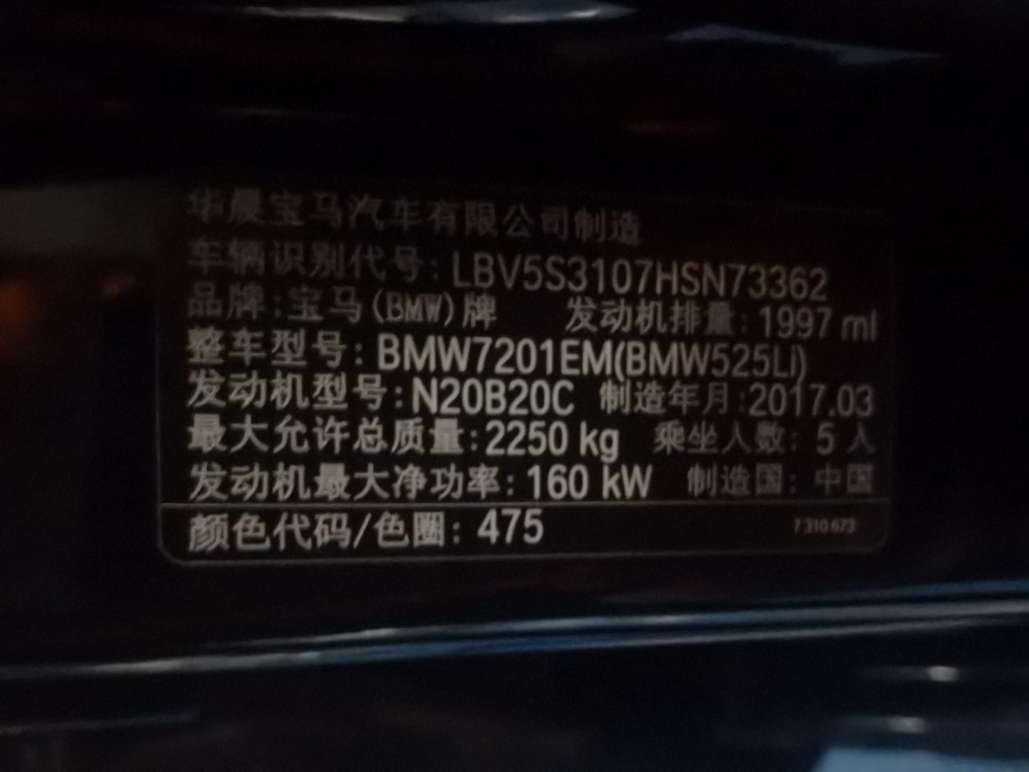 华晨宝马汽车有限公司制造
车辆识别代号: LBV5S3107HSN73362
品牌: 宝马(BMW)牌 发动机排量: 1997 ml
整车型号: BMW7201EM(BMW525Li)
发动机型号: N20B20C 制造年月: 2017.03
最大允许总质量: 2250 kg 乘坐人数: 5 人
发动机最大净功率: 160 kW 制造国: 中国
颜色代码/色圈: 475 7 310 673